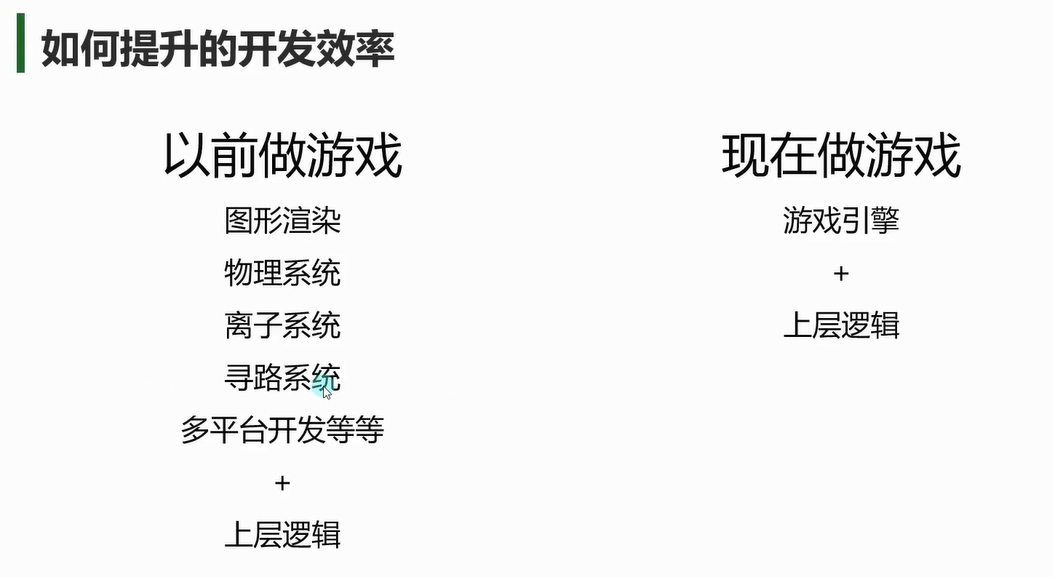 如何提升的开发效率
以前做游戏
图形渲染
物理系统
离子系统
寻路系统
多平台开发等等
+
上层逻辑
现在做游戏
游戏引擎
+
上层逻辑